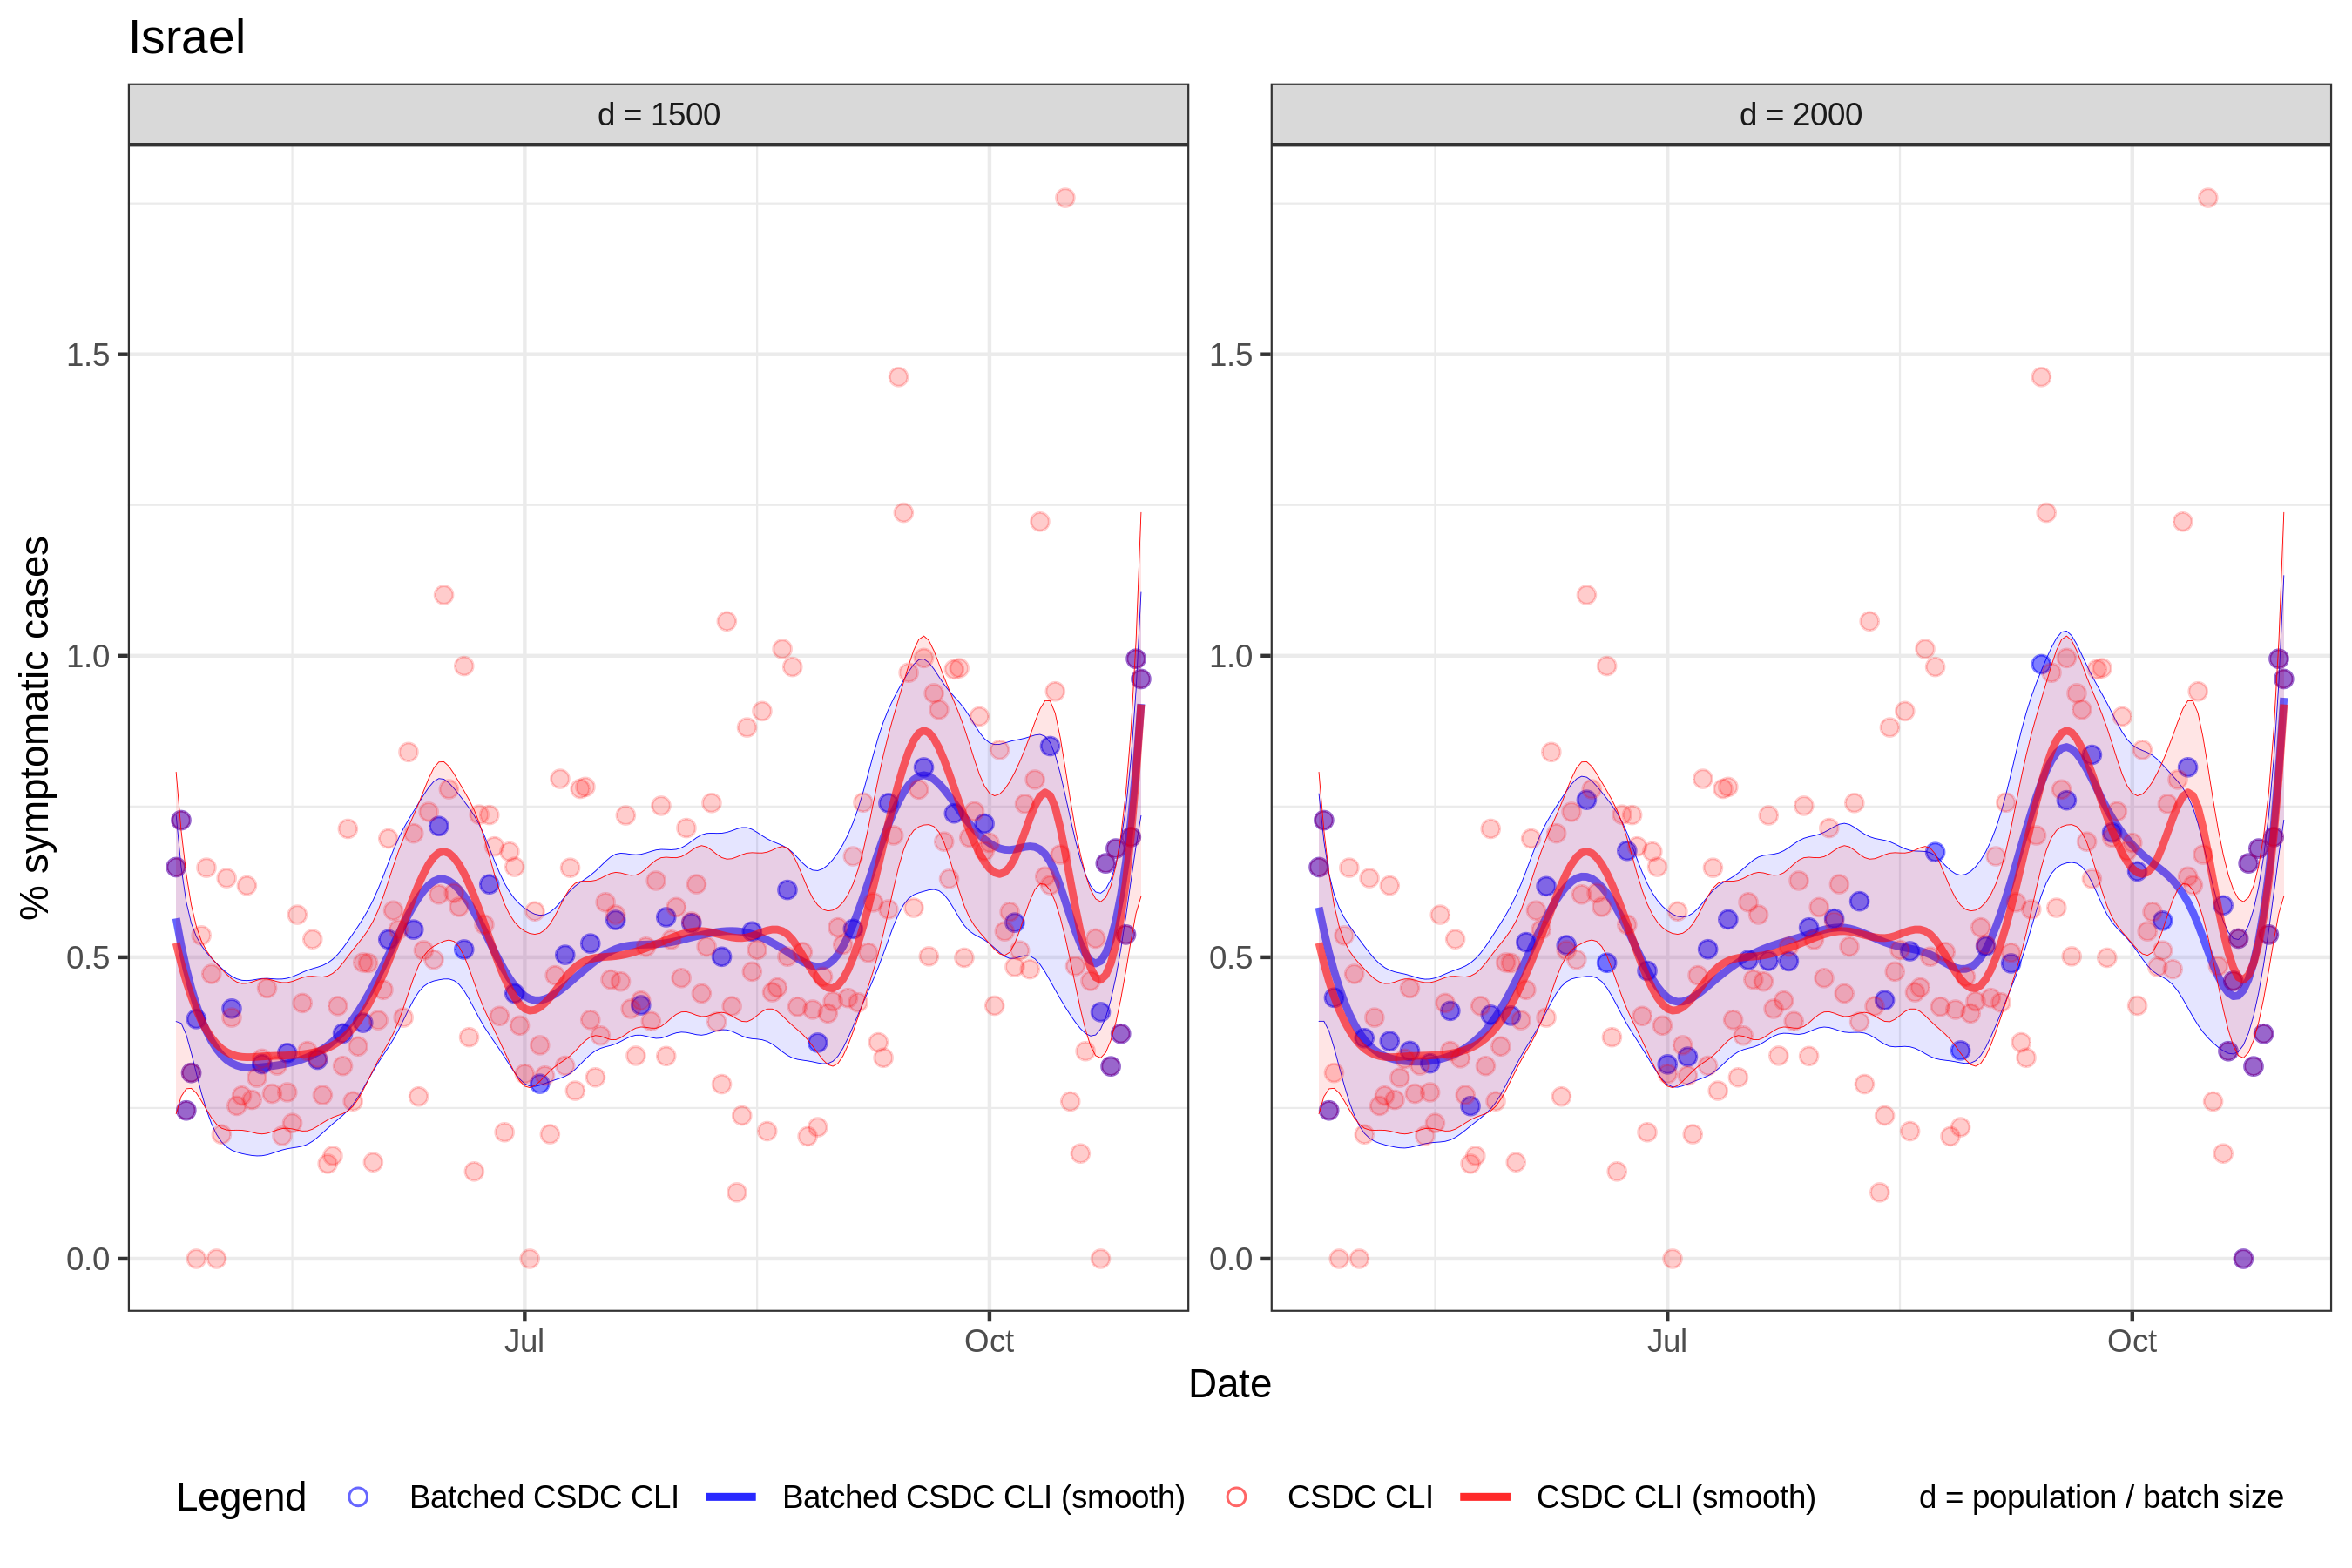 Israel
d = 1500
d = 2000
% symptomatic cases
1.5
1.0
0.5
0.0
1.5
1.0
0.5
0.0
Jul
Oct
Jul
Oct
Date
Legend
Batched CSDC CLI
Batched CSDC CLI (smooth)
CSDC CLI
CSDC CLI (smooth)
d = population / batch size